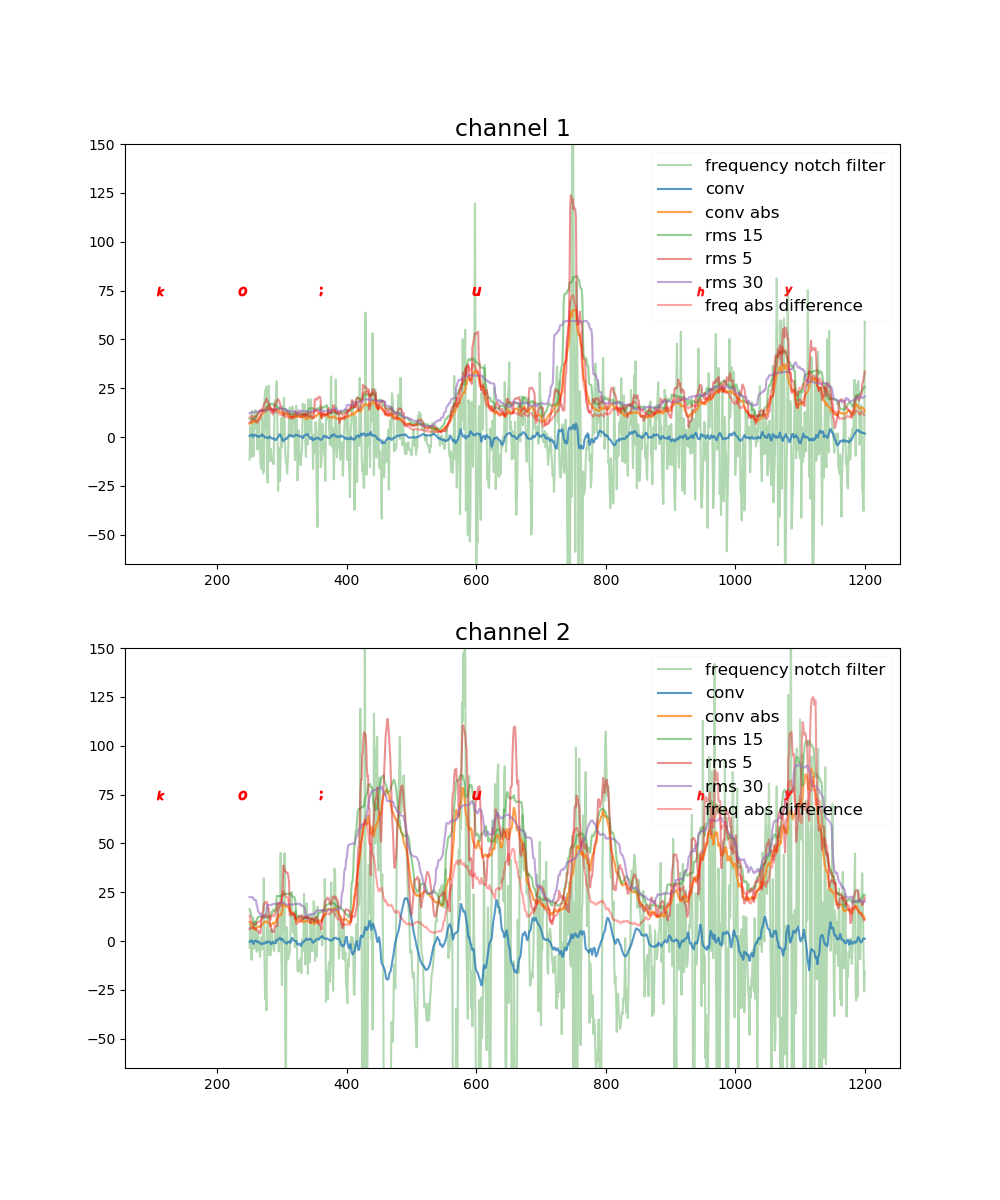 channel 1
150
125
100
75
50
25
0
−25
−50
frequency notch filter
conv
conv abs
rms 15
rms 5
rms 30
freq abs difference
k o ; u h y
200 400 600 800 1000 1200
channel 2
150
125
100
75
50
25
0
−25
−50
frequency notch filter
conv
conv abs
rms 15
rms 5
rms 30
freq abs difference
k o ; u h y
200 400 600 800 1000 1200